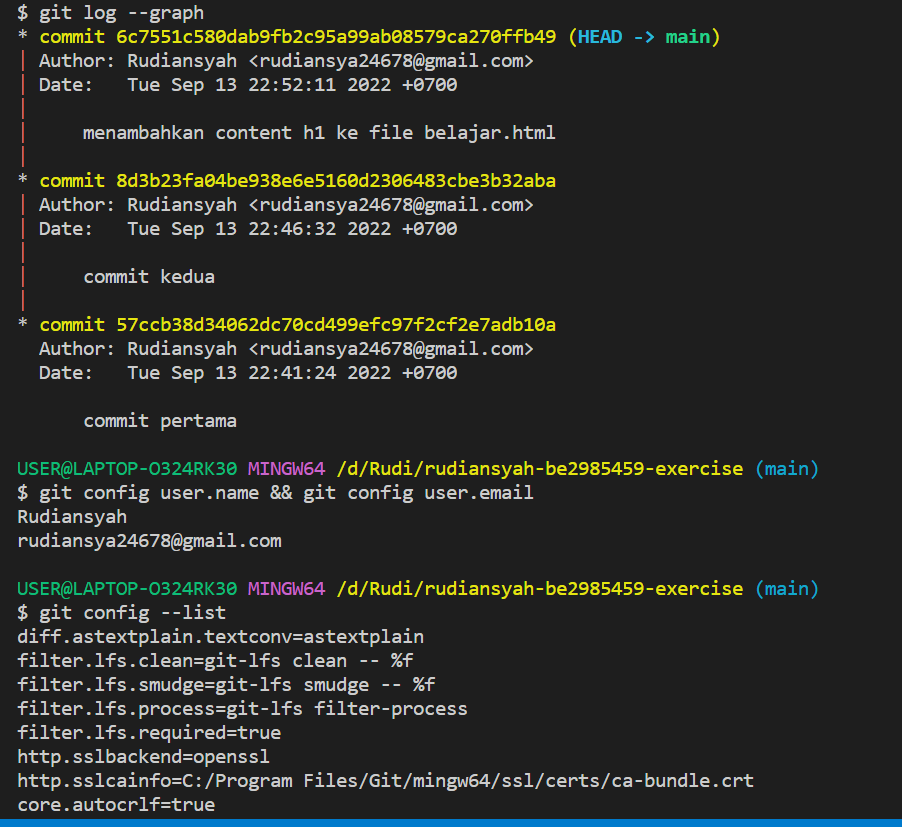 $ git log --graph
* commit 6c7551c580dab9fb2c95a99ab08579ca270ffb49 (HEAD -> main)
| Author: Rudiansyah <rudiansya24678@gmail.com>
| Date:   Tue Sep 13 22:52:11 2022 +0700
|
|     menambahkan content h1 ke file belajar.html
|
* commit 8d3b23fa04be938e6e5160d2306483cbe3b32aba
| Author: Rudiansyah <rudiansya24678@gmail.com>
| Date:   Tue Sep 13 22:46:32 2022 +0700
|
|     commit kedua
|
* commit 57ccb38d34062dc70cd499efc97f2cf2e7adb10a
  Author: Rudiansyah <rudiansya24678@gmail.com>
  Date:   Tue Sep 13 22:41:24 2022 +0700

      commit pertama

USER@LAPTOP-O324RK30 MINGW64 /d/Rudi/rudiansyah-be2985459-exercise (main)
$ git config user.name && git config user.email
Rudiansyah
rudiansya24678@gmail.com

USER@LAPTOP-O324RK30 MINGW64 /d/Rudi/rudiansyah-be2985459-exercise (main)
$ git config --list
diff.astextplain.textconv=astextplain
filter.lfs.clean=git-lfs clean -- %f
filter.lfs.smudge=git-lfs smudge -- %f
filter.lfs.process=git-lfs filter-process
filter.lfs.required=true
http.sslbackend=openssl
http.sslcainfo=C:/Program Files/Git/mingw64/ssl/certs/ca-bundle.crt
core.autocrlf=true